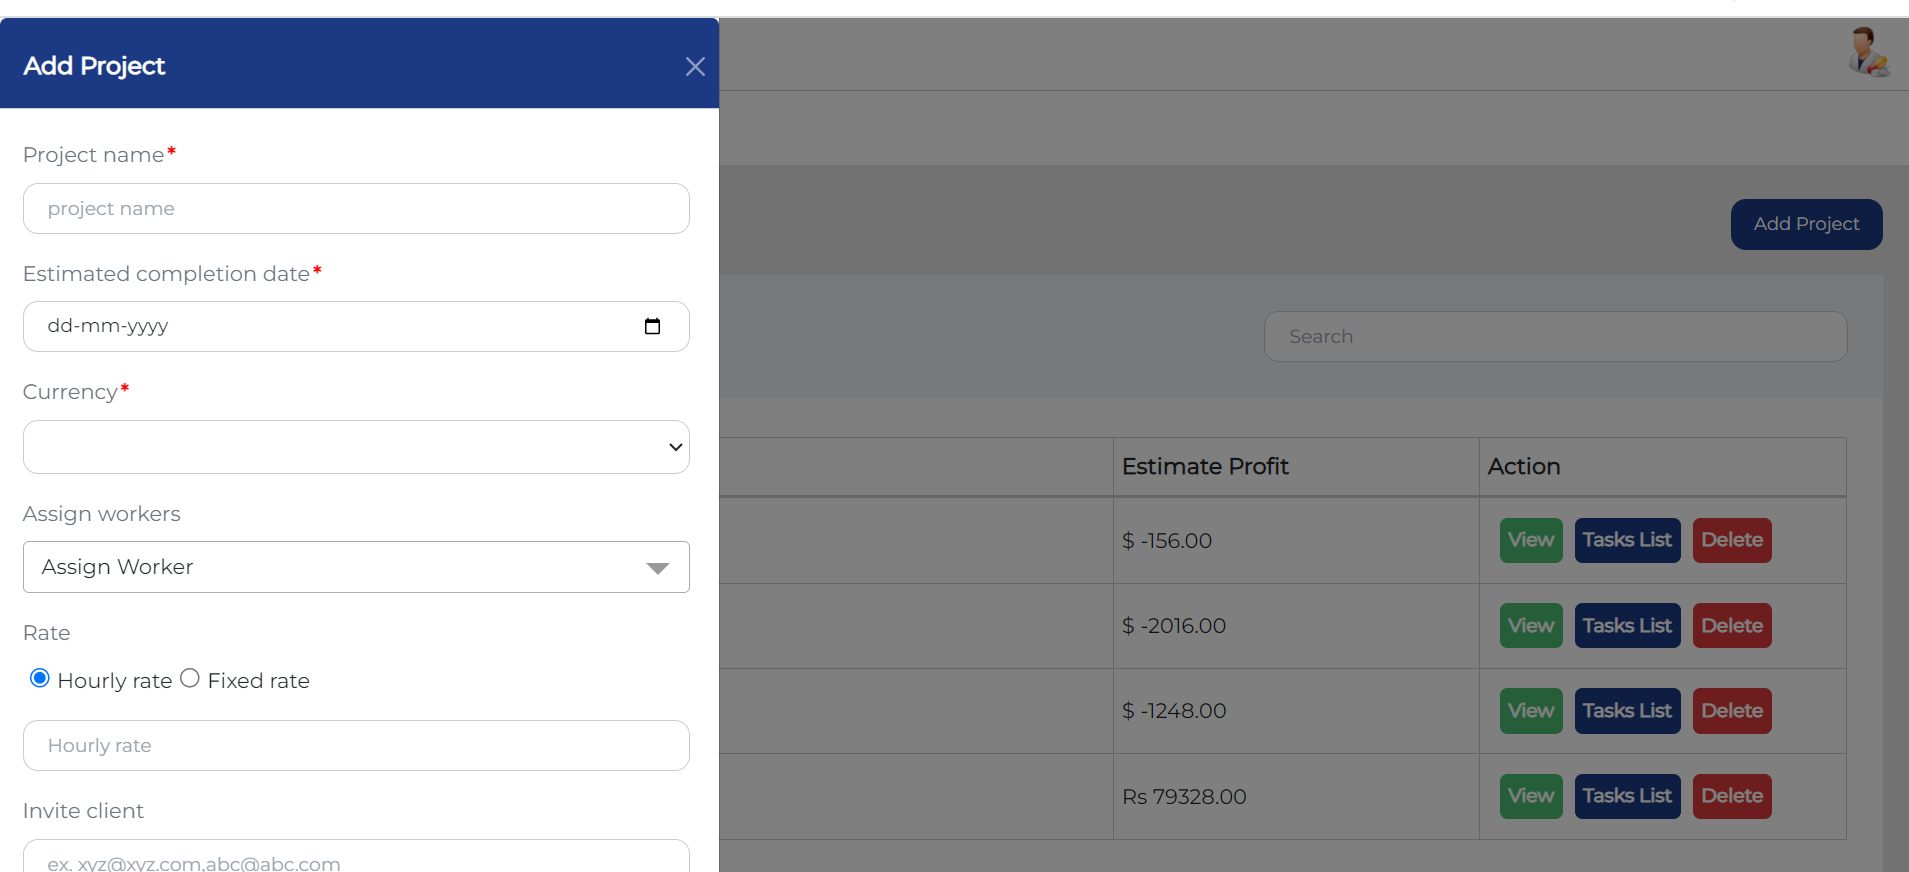 Add Project
Project name*
project name
Estimated completion date*
dd-mm-yyyy
Currency*
Assign workers
Assign Worker
Rate
Hourly rate Fixed rate
Hourly rate
Invite client
ex. xyz@xyz.com,abc@abc.com
Add Project
Search
Estimate Profit Action
$ -156.00 View Tasks List Delete
$ -2016.00 View Tasks List Delete
$ -1248.00 View Tasks List Delete
Rs 79328.00 View Tasks List Delete